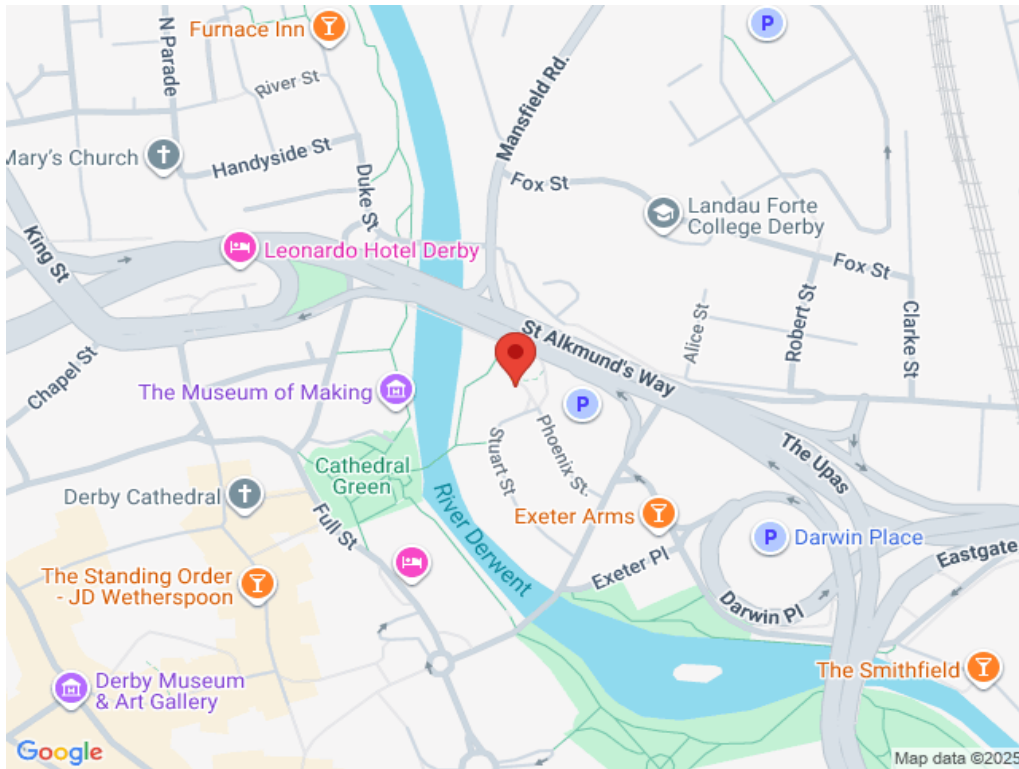 Furnace Inn
P
N Parade
River St
Mansfield Rd.
Mary's Church
Handyside St
Duke St
Fox St
Landau Forte
College Derby
King St
Leonardo Hotel Derby
Fox St
Robert St
Clarke St
Alice St
St Alkmund's Way
Chapel St
The Museum of Making
P
Phoenix St.
Stuart St
The Upas
Cathedral
Green
Derby Cathedral
Full St
River Derwent
Exeter Arms
P
Darwin Place
Eastgate
The Standing Order
- JD Wetherspoon
Exeter Pl
Darwin Pl
The Smithfield
Derby Museum
& Art Gallery
Google
Map data ©2025